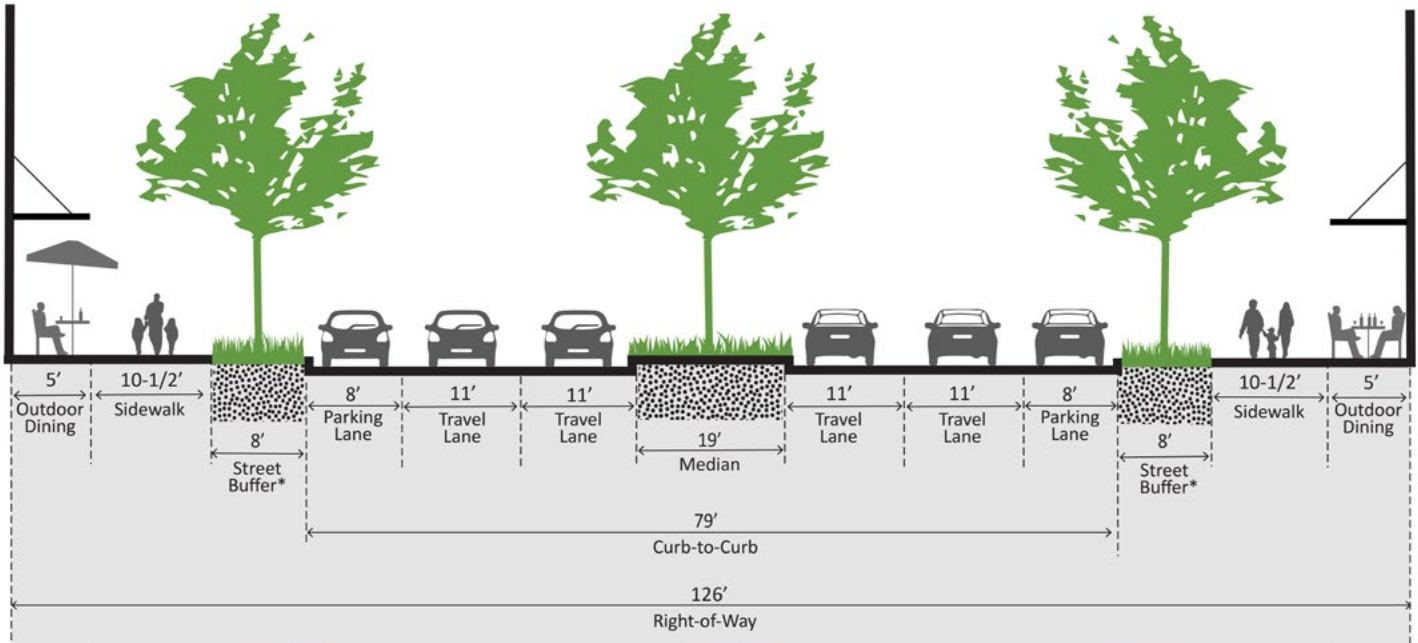 5’
Outdoor
Dining
10-1/2’
Sidewalk
8’
Street
Buffer*
8’
Parking
Lane
11’
Travel
Lane
11’
Travel
Lane
19’
Median
11’
Travel
Lane
11’
Travel
Lane
8’
Parking
Lane
8’
Street
Buffer*
10-1/2’
Sidewalk
5’
Outdoor
Dining
79’
Curb-to-Curb
126’
Right-of-Way